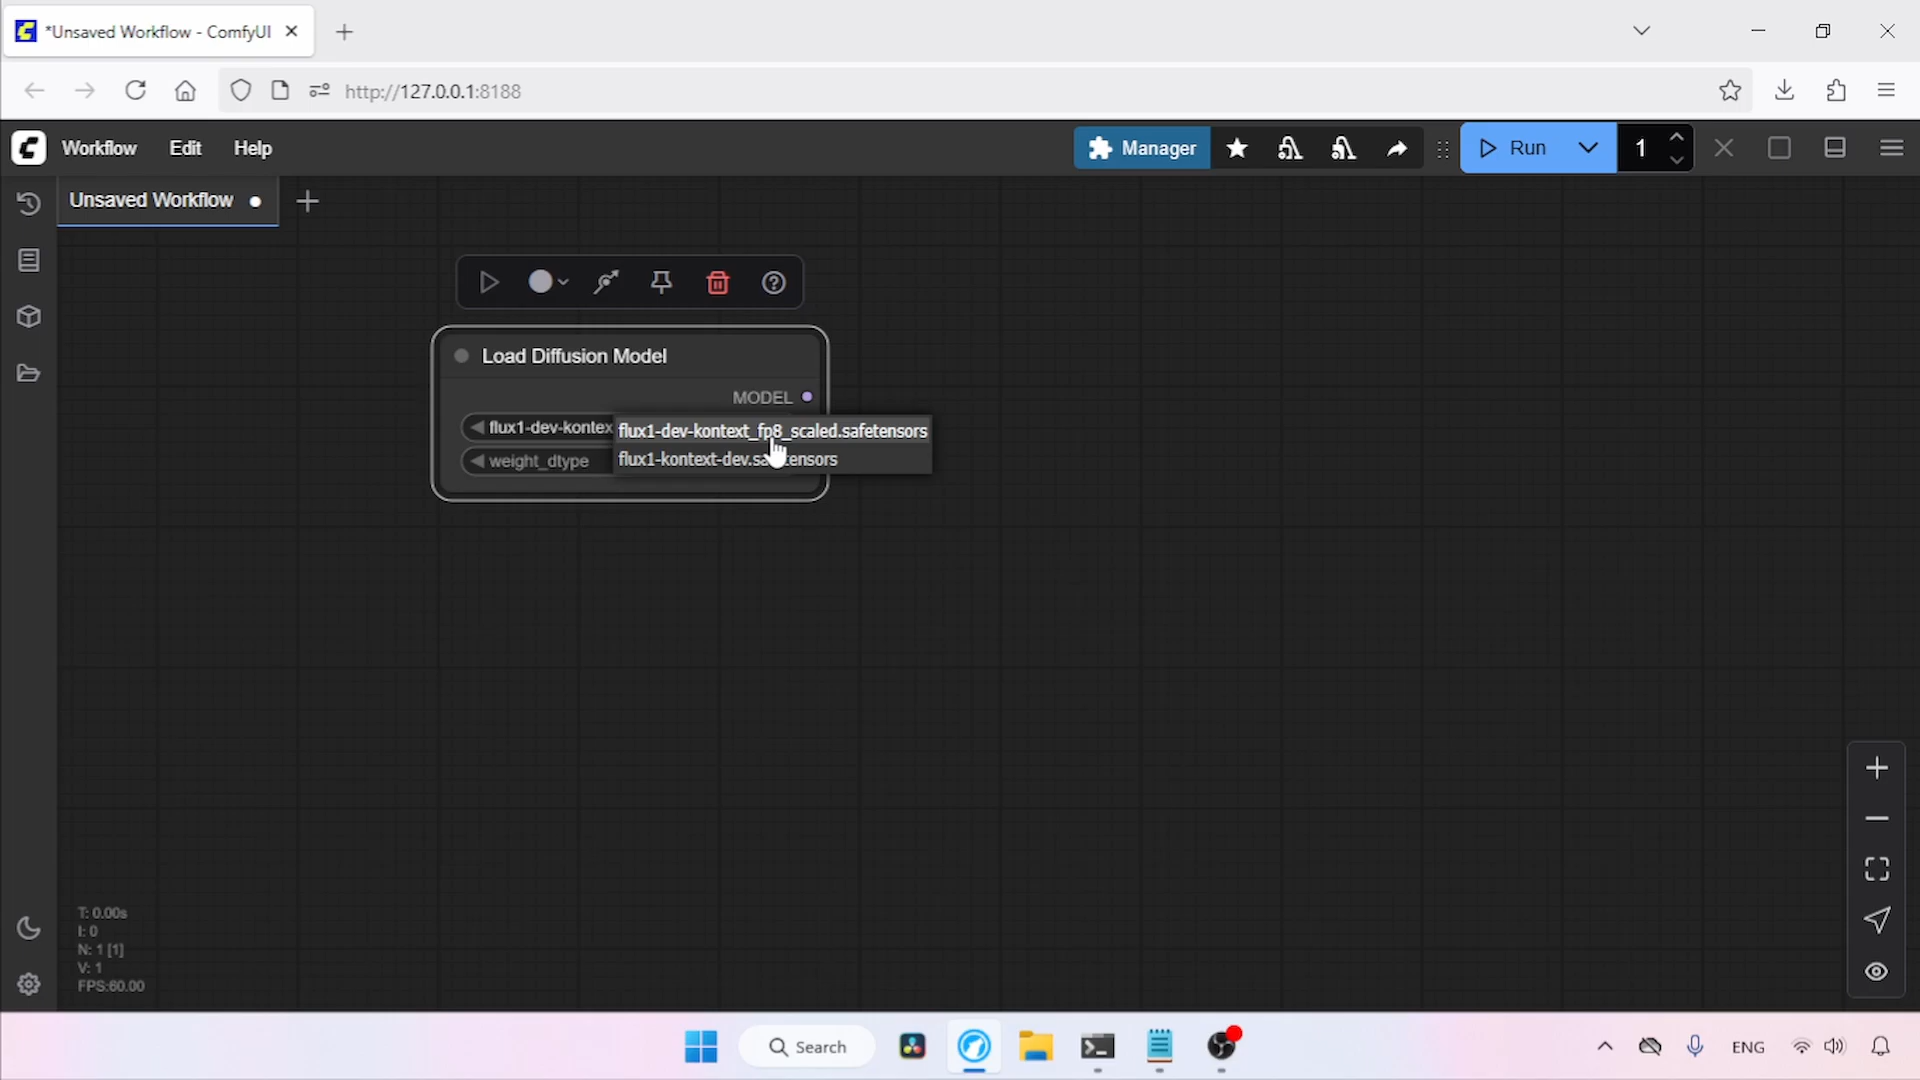 *Unsaved Workflow - ComfyUI
http://127.0.0.1:8188
Workflow Edit Help
Manager
Run
1
Unsaved Workflow
Load Diffusion Model
MODEL
flux1-dev-kontex
flux1-dev-kontext_fp8_scaled.safetensors
weight_dtype
flux1-kontext-dev.sa tensors
T: 0.00s
I: 0
N: 1 [1]
V: 1
FPS:60.00
Search
ENG